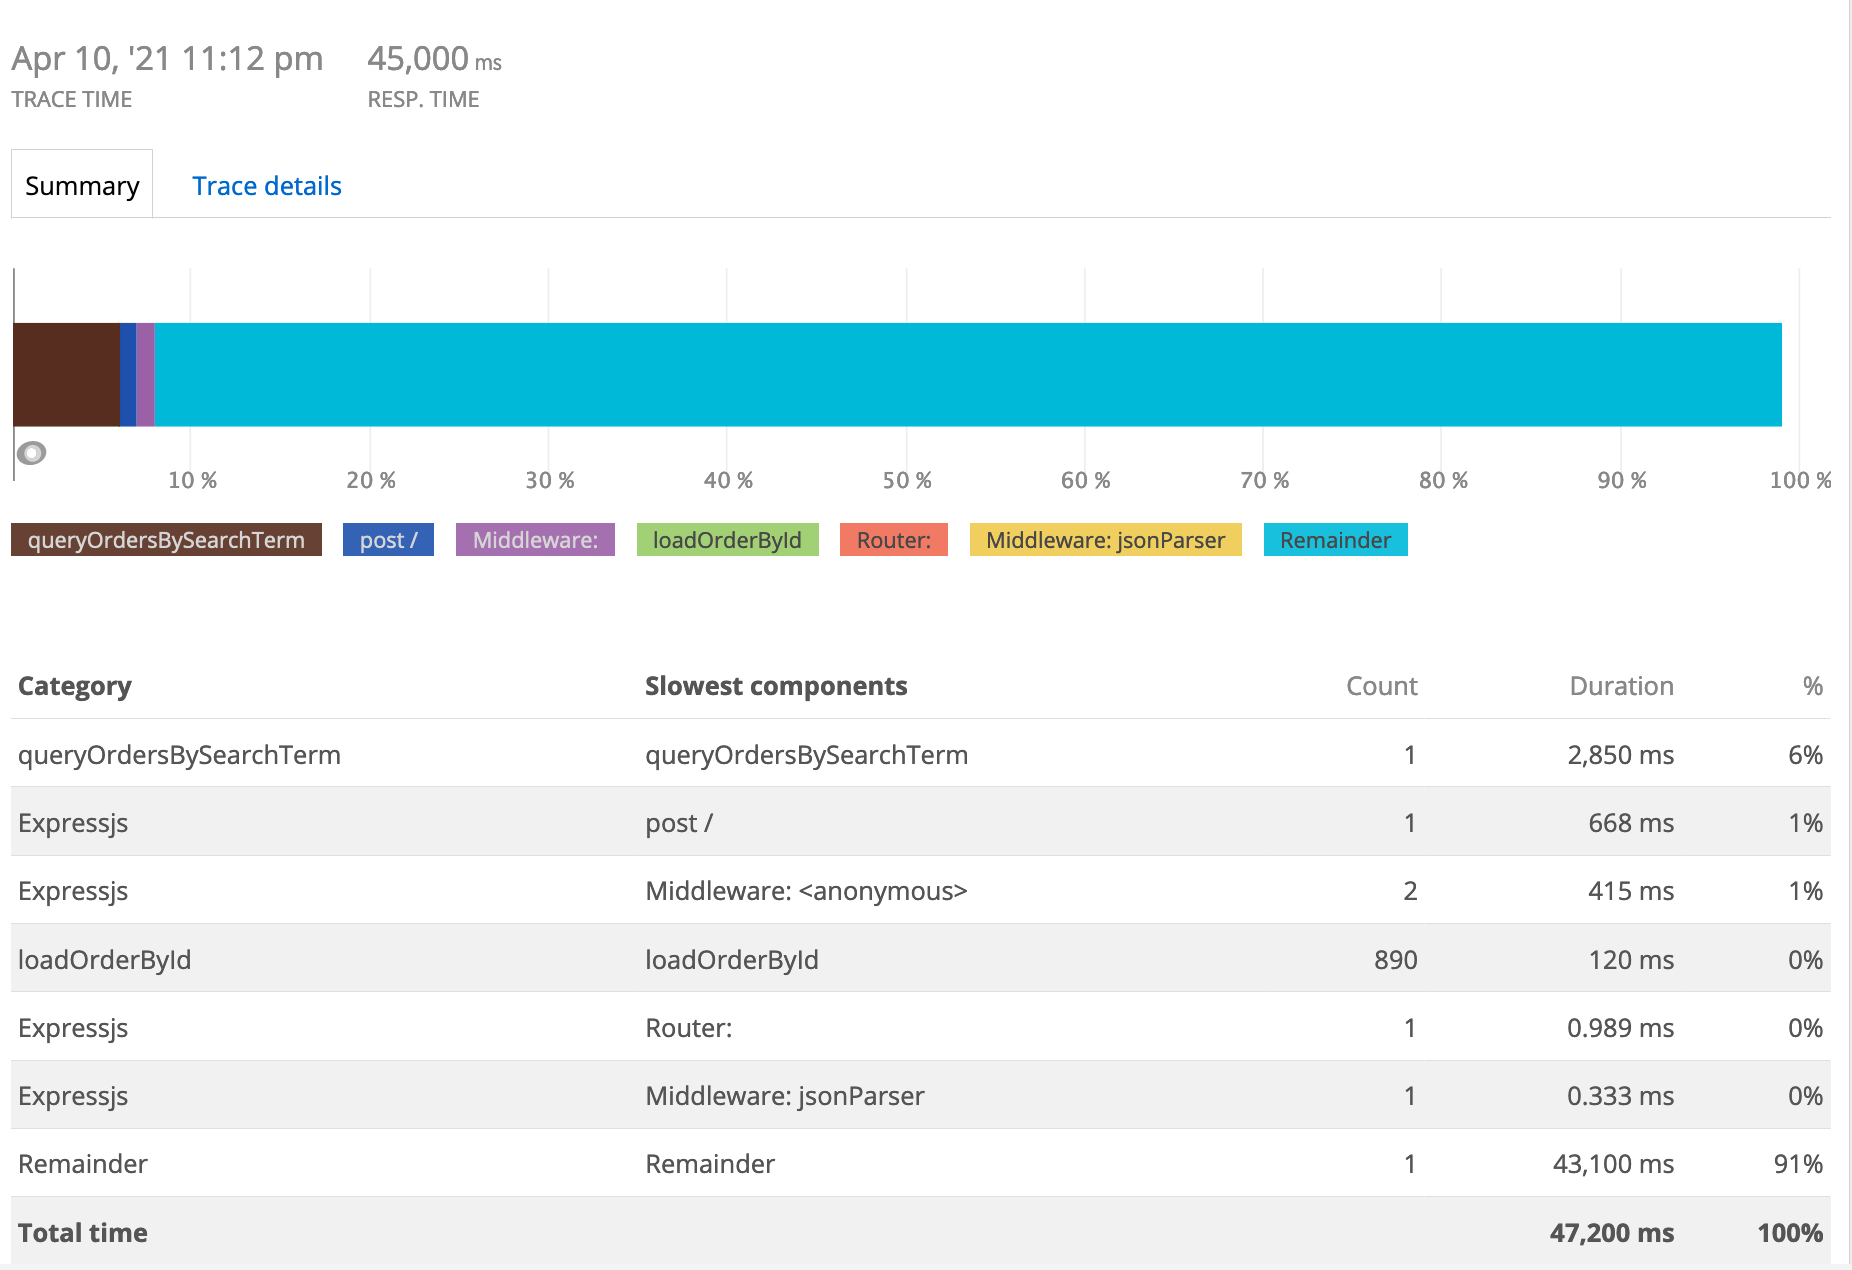 Apr 10, '21 11:12 pm 45,000 ms
TRACE TIME RESP. TIME
Summary Trace details
10 % 20 % 30 % 40 % 50 % 60 % 70 % 80 % 90 % 100 %
queryOrdersBySearchTerm post / Middleware: loadOrderById Router: Middleware: jsonParser Remainder
Category Slowest components Count Duration %
queryOrdersBySearchTerm queryOrdersBySearchTerm 1 2,850 ms 6%
Expressjs post / 1 668 ms 1%
Expressjs Middleware: <anonymous> 2 415 ms 1%
loadOrderById loadOrderById 890 120 ms 0%
Expressjs Router: 1 0.989 ms 0%
Expressjs Middleware: jsonParser 1 0.333 ms 0%
Remainder Remainder 1 43,100 ms 91%
Total time 47,200 ms 100%